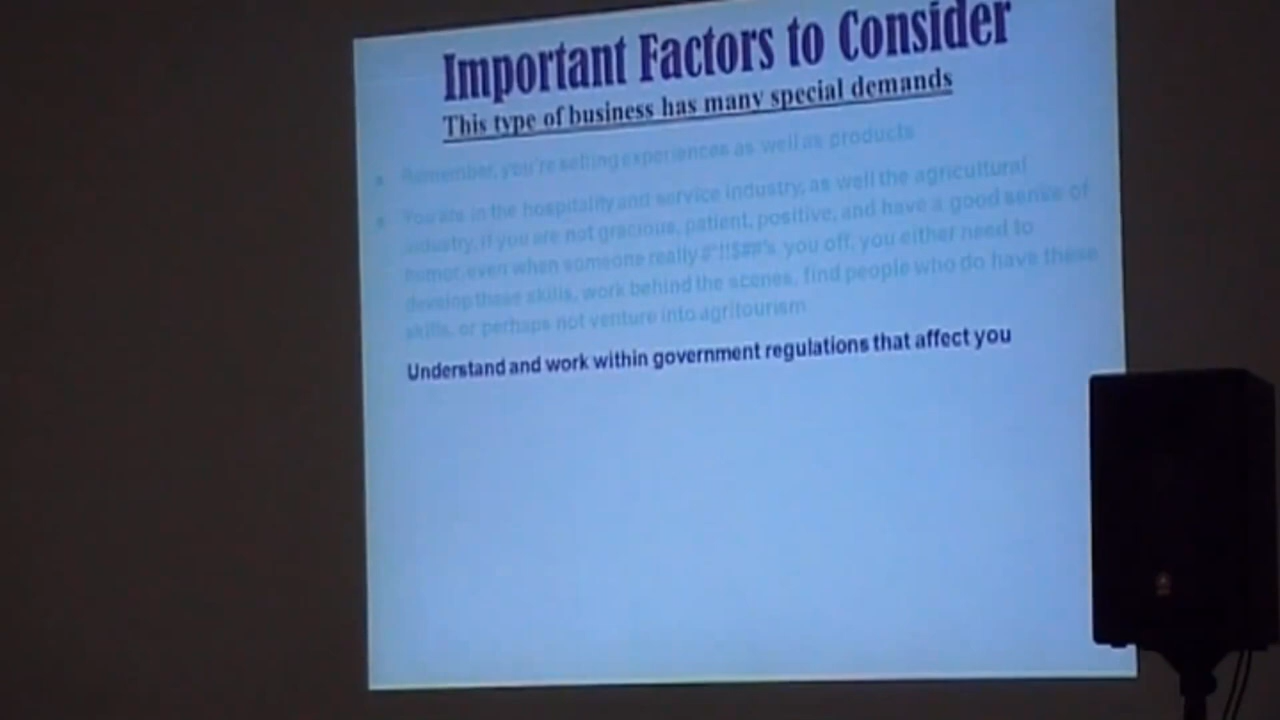 Important Factors to Consider
This type of business has many special demands
Remember, you're selling experiences as well as products
You are in the hospitality and service industry, as well the agricultural
industry. If you are not gracious, patient, positive, and have a good sense of
humor, even when someone really you off, you either need to
develop these skills, work behind the scenes, find people who do have these
skills, or perhaps not venture into agritourism
Understand and work within government regulations that affect you